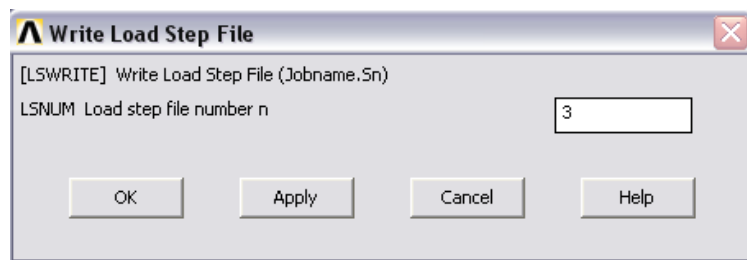 Write Load Step File
[LSWRITE] Write Load Step File (Jobname.Sn)
LSNUM Load step file number n 3
OK Apply Cancel Help